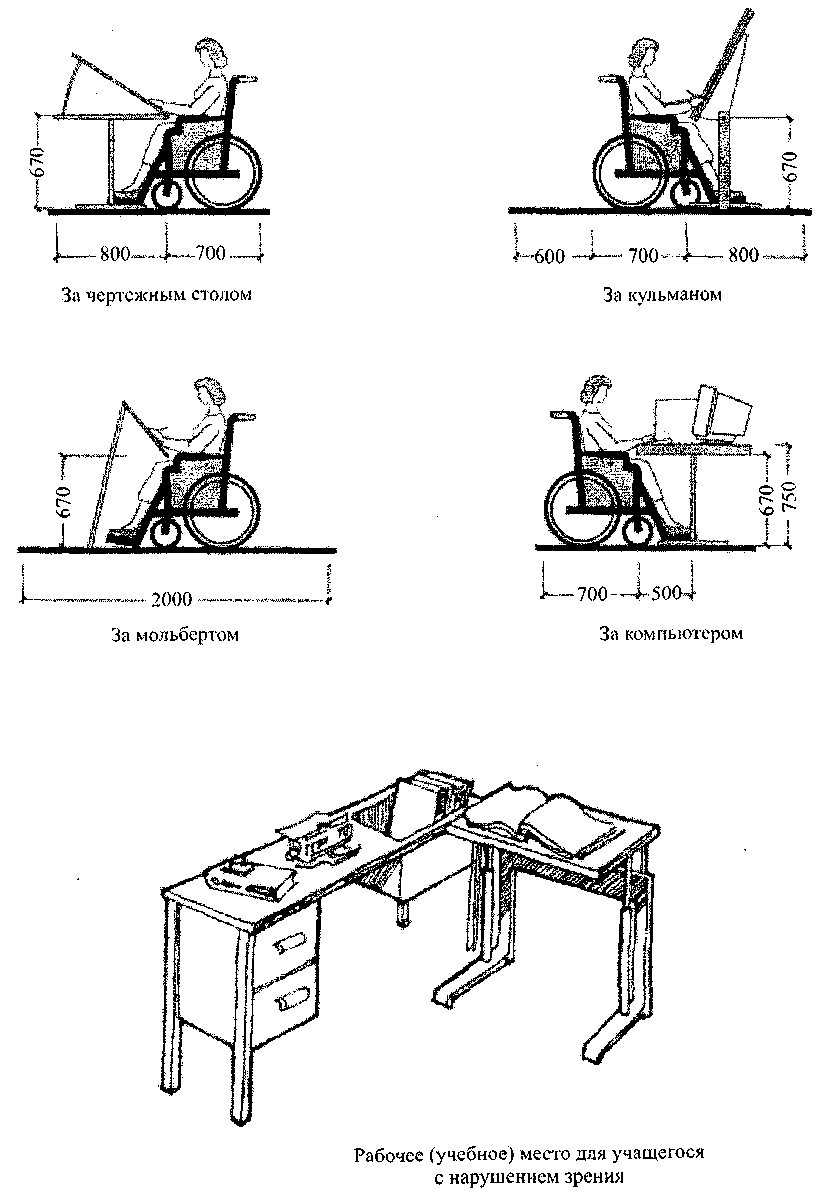 670
800
700
За чертежным столом
670
600
700
800
За кульманом
670
2000
За мольбертом
670
750
700
500
За компьютером
Рабочее (учебное) место для учащегося
с нарушением зрения